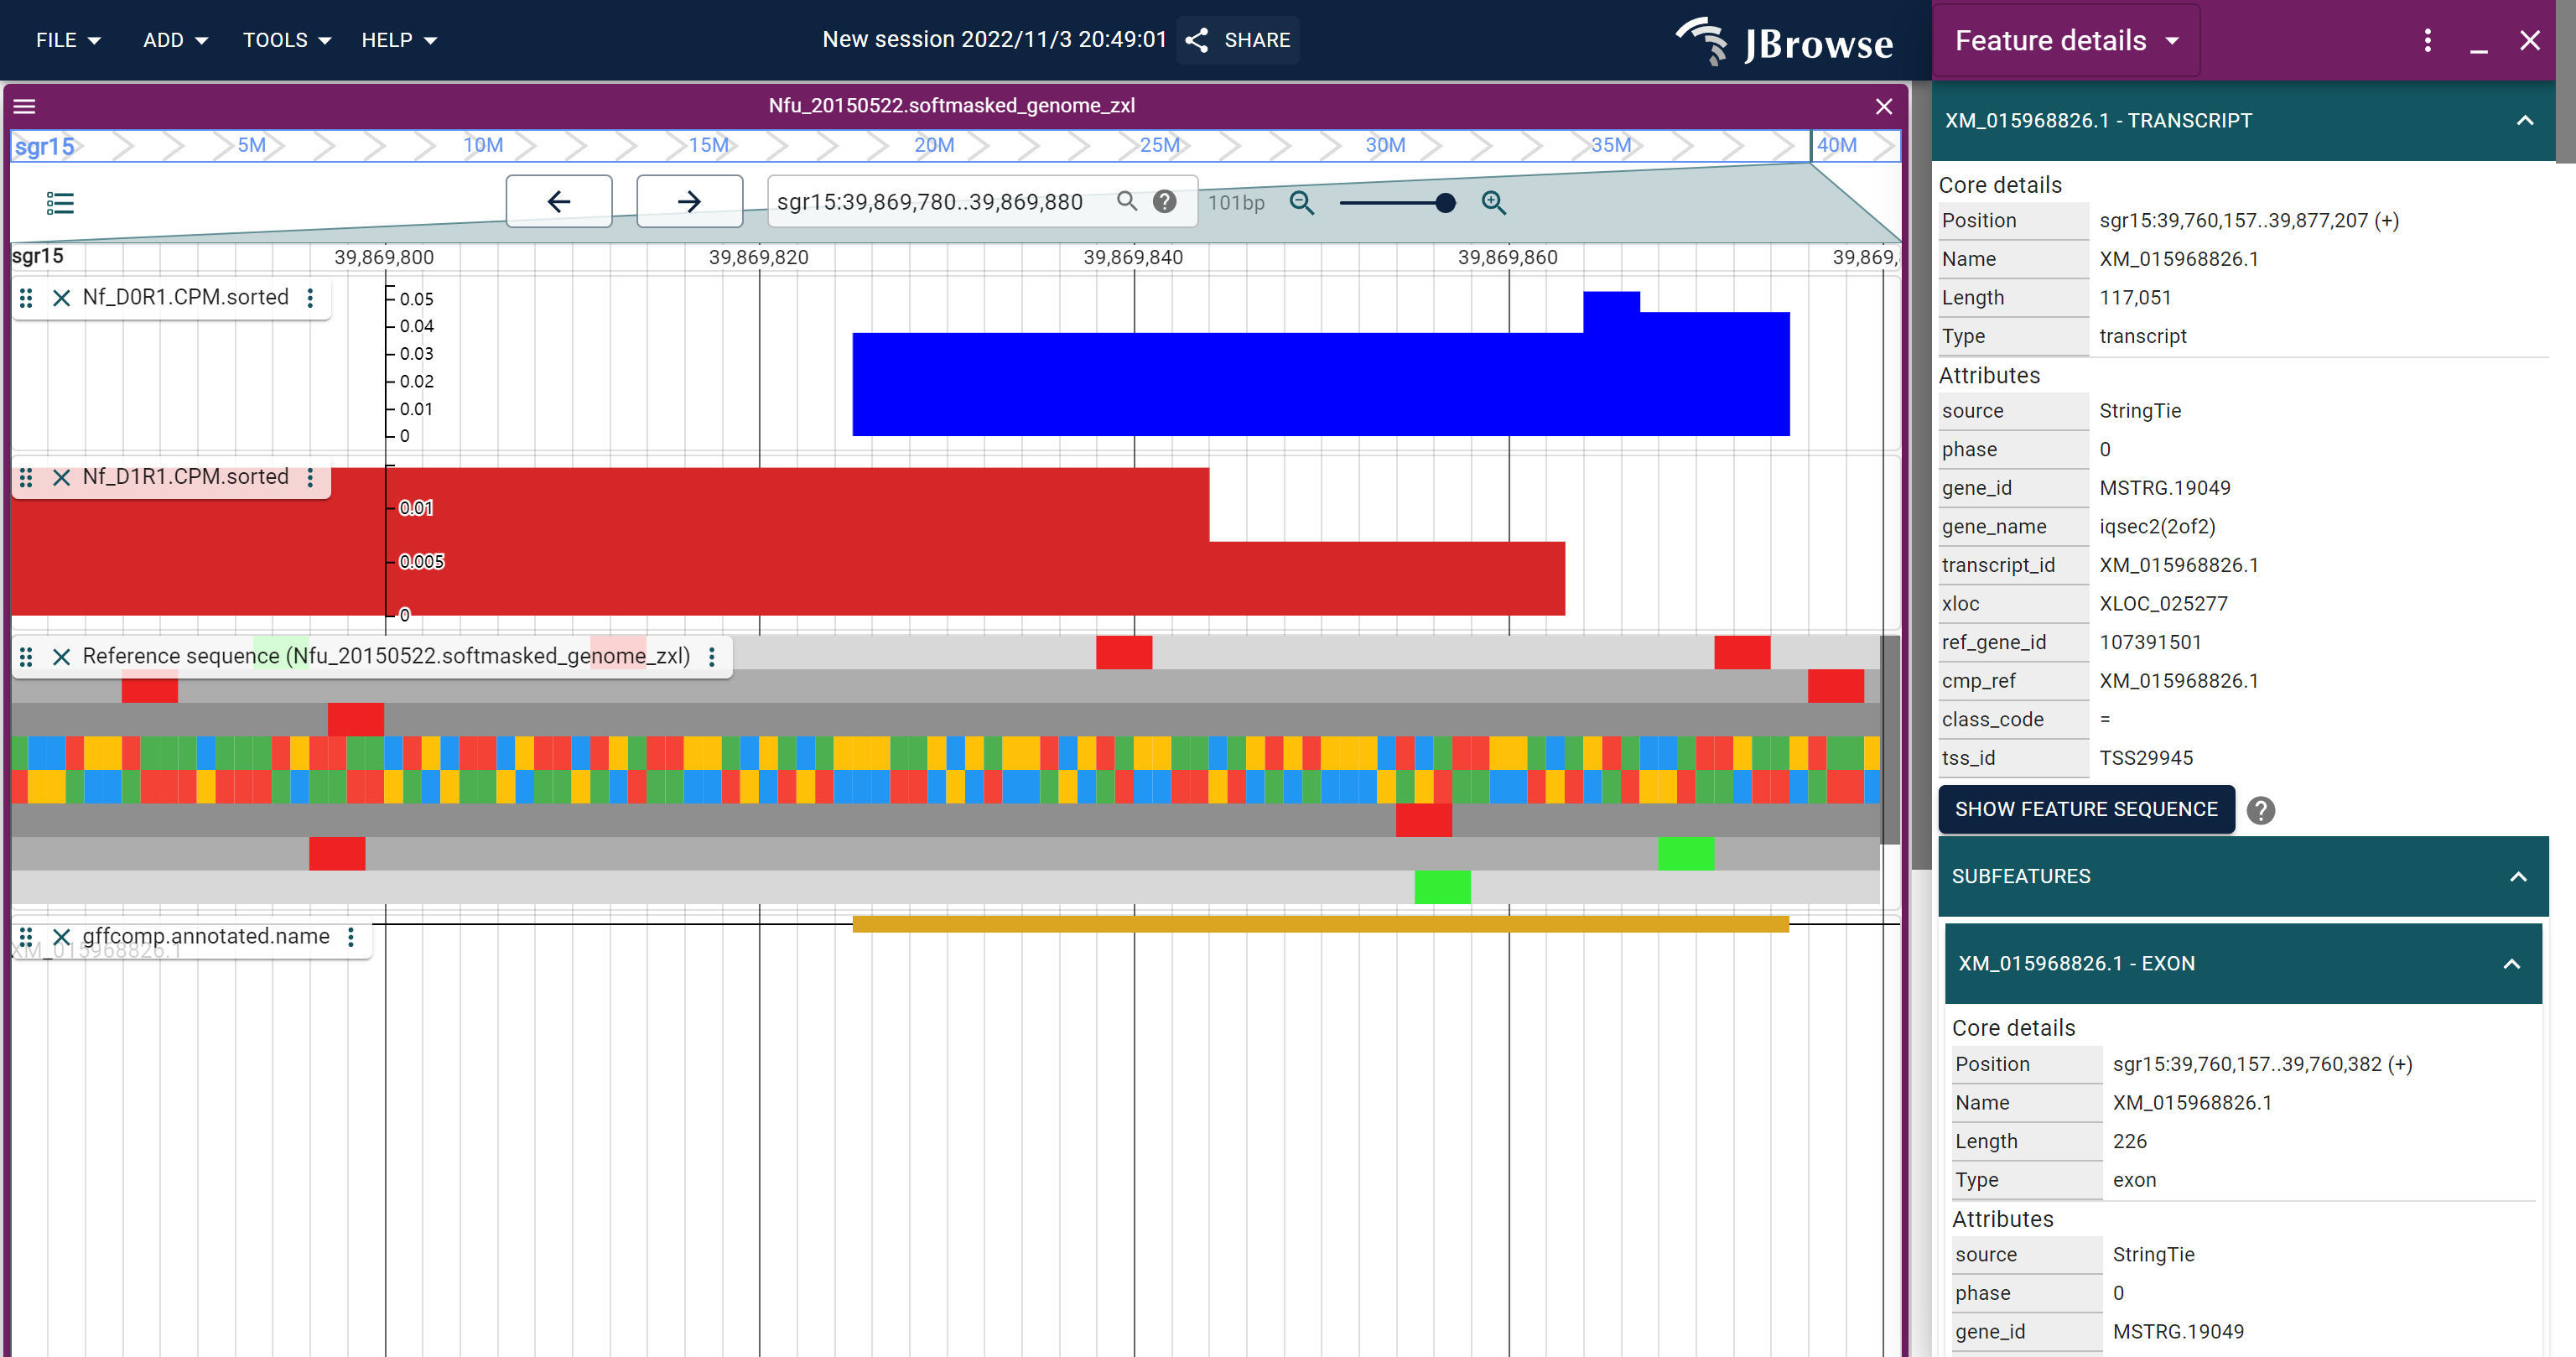 FILE ADD TOOLS HELP New session 2022/11/3 20:49:01 SHARE JBrowse
Nfu_20150522.softmasked_genome_zxl
sgr15 5M 10M 15M 20M 25M 30M 35M 40M
sgr15:39,869,780..39,869,880 101bp
sgr15 39,869,800 39,869,820 39,869,840 39,869,860 39,869,
Nf_D0R1.CPM.sorted
0.05
0.04
0.03
0.02
0.01
0
Nf_D1R1.CPM.sorted
0.01
0.005
0
Reference sequence (Nfu_20150522.softmasked_genome_zxl)
gffcomp.annotated.name
XM_015968826.1
Feature details
XM_015968826.1 - TRANSCRIPT
Core details
Position sgr15:39,760,157..39,877,207 (+)
Name XM_015968826.1
Length 117,051
Type transcript
Attributes
source StringTie
phase 0
gene_id MSTRG.19049
gene_name iqsec2(2of2)
transcript_id XM_015968826.1
xloc XLOC_025277
ref_gene_id 107391501
cmp_ref XM_015968826.1
class_code =
tss_id TSS29945
SHOW FEATURE SEQUENCE
SUBFEATURES
XM_015968826.1 - EXON
Core details
Position sgr15:39,760,157..39,760,382 (+)
Name XM_015968826.1
Length 226
Type exon
Attributes
source StringTie
phase 0
gene_id MSTRG.19049